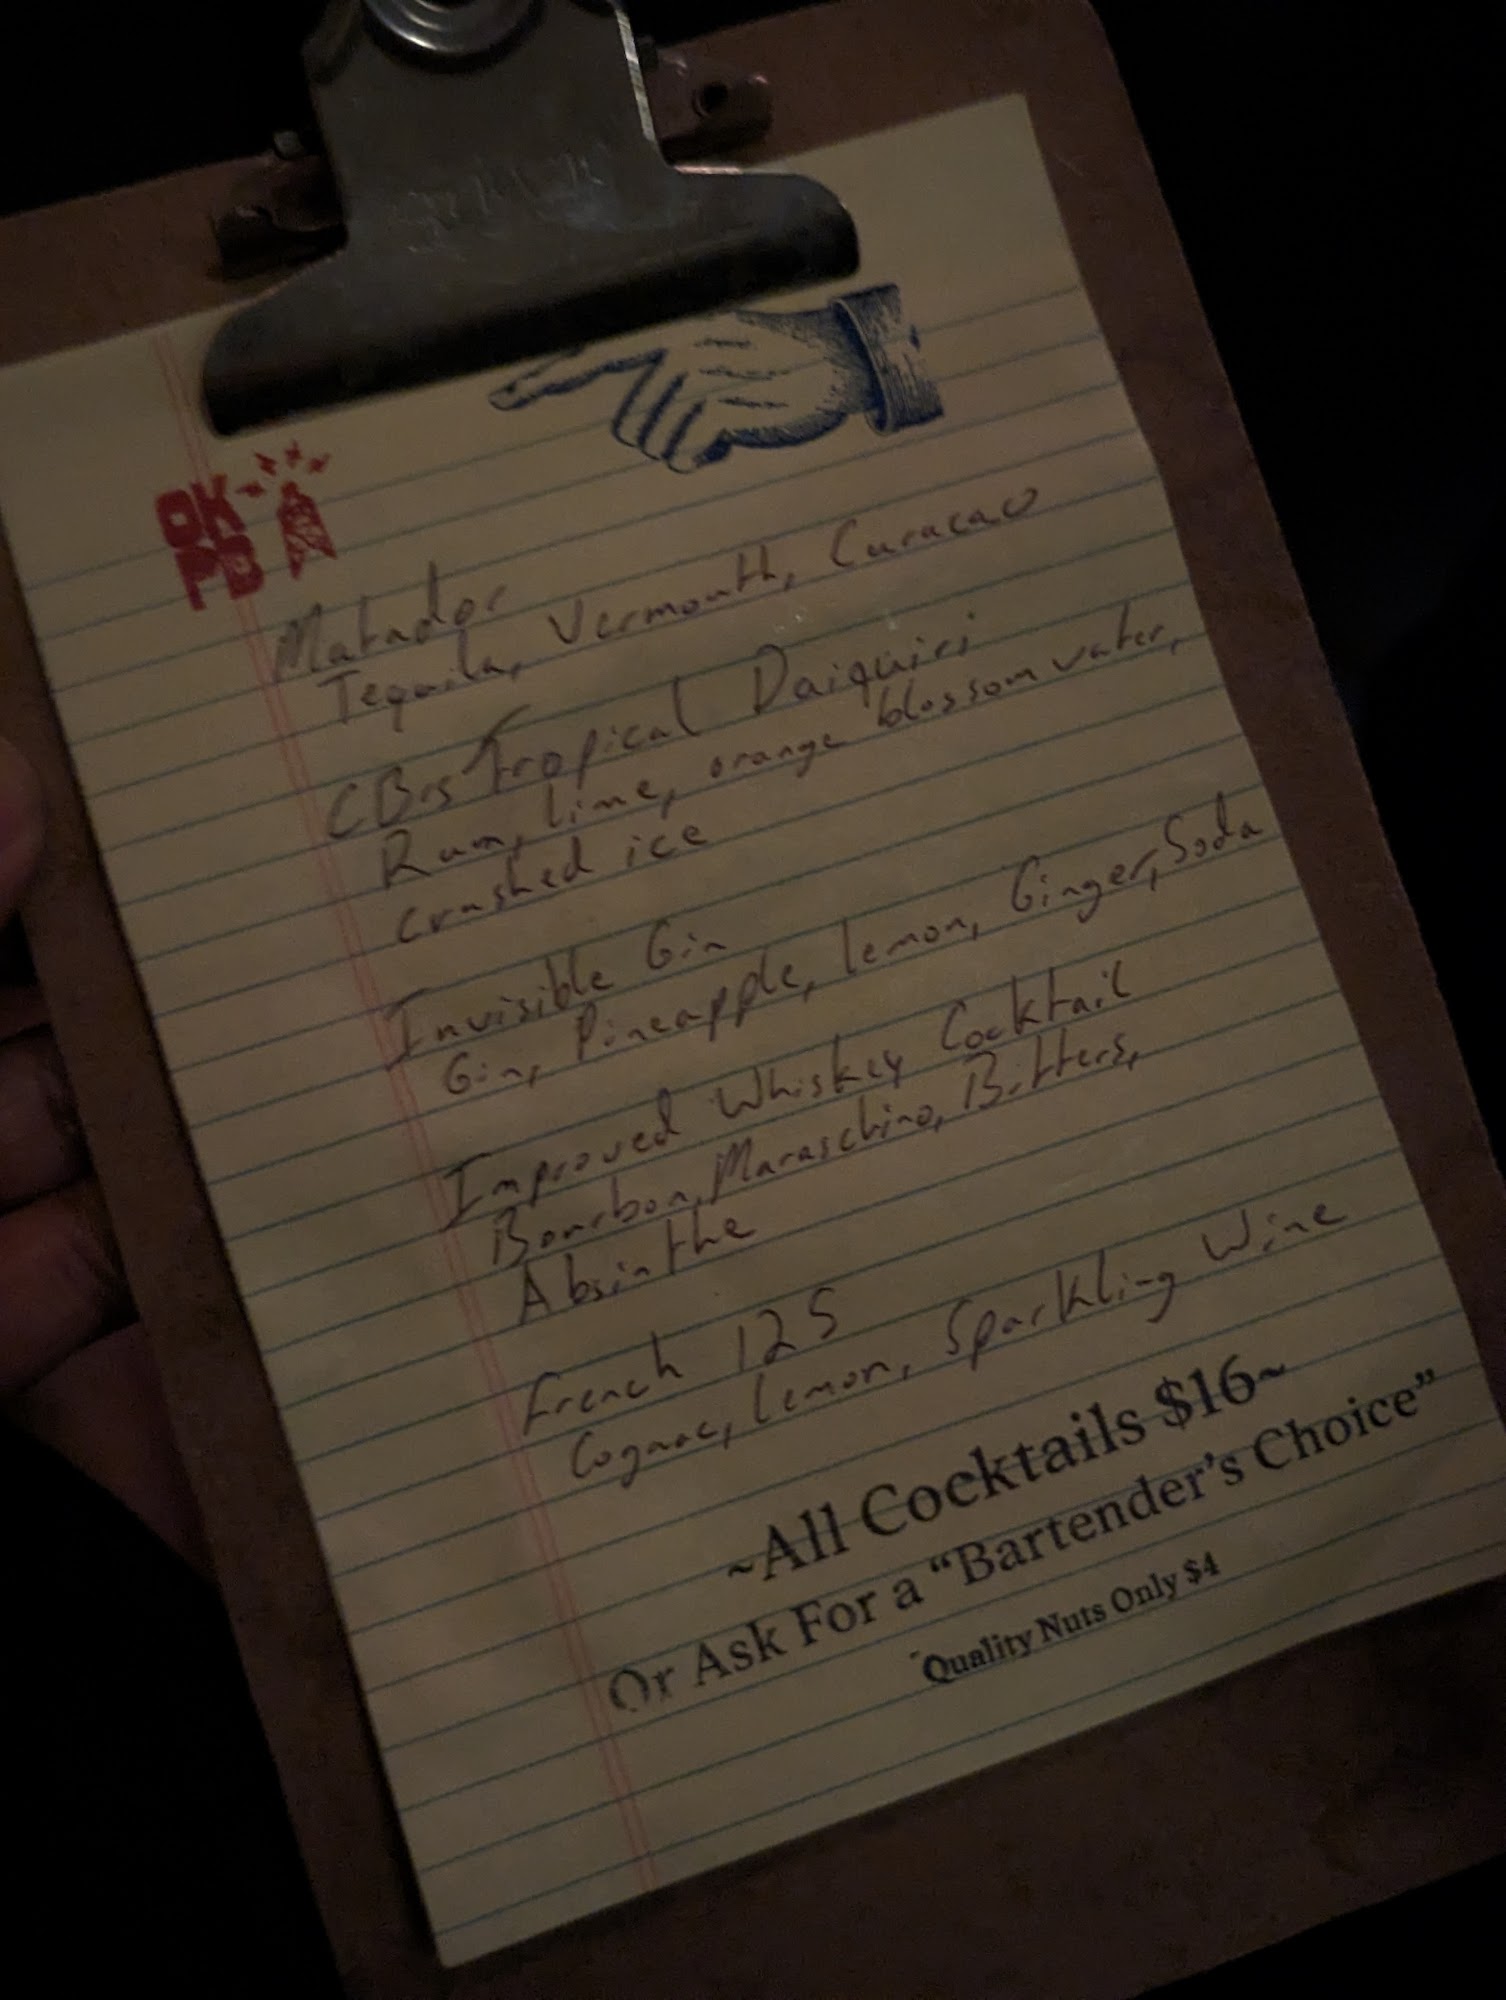 OK
PB
Matador
Tequila, Vermouth, Curacao
CB's Tropical Daiquiri
Rum, lime, orange blossom water,
crushed ice
Invisible Gin
Gin, Pineapple, lemon, Ginger, Soda
Improved Whiskey Cocktail
Bourbon, Maraschino, Bitters,
Absinthe
French 125
Cognac, lemon, Sparkling Wine
~All Cocktails $16~
Or Ask For a “Bartender’s Choice”
Quality Nuts Only $4